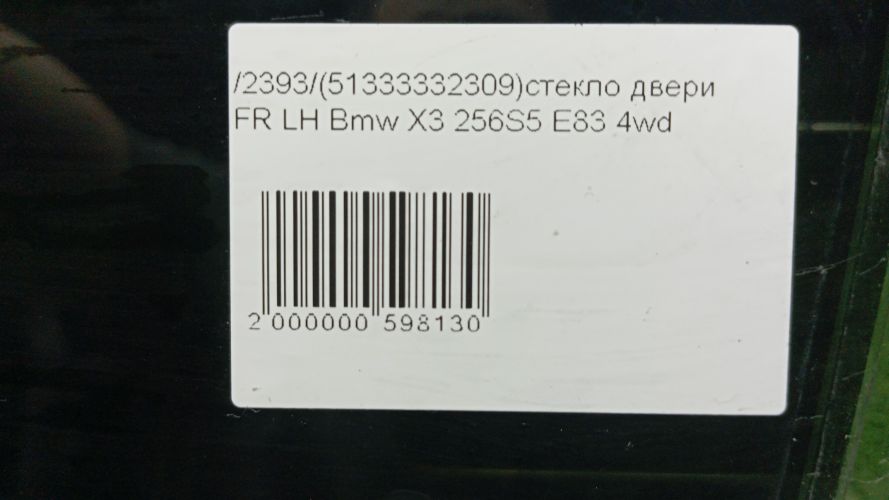 /2393/(51333332309)стекло двери
FR LH Bmw X3 256S5 E83 4wd
2 000000 598130